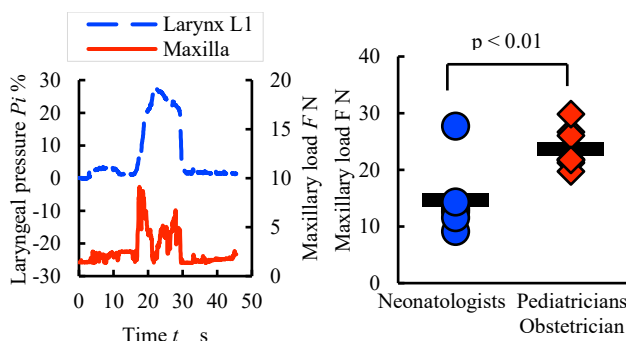 Larynx L1
Maxilla
Laryngeal pressure Pi %
30
20
10
0
-10
-20
-30
20
15
10
5
0
Maxillary load F N
0 10 20 30 40 50
Time t s
p < 0.01
Maxillary load F N
40
30
20
10
0
Neonatologists
Pediatricians
Obstetrician